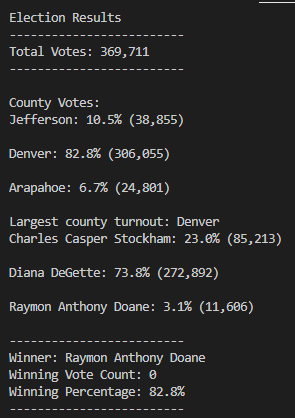 Election Results
-------------------------
Total Votes: 369,711
-------------------------
County Votes:
Jefferson: 10.5% (38,855)
Denver: 82.8% (306,055)
Arapahoe: 6.7% (24,801)
Largest county turnout: Denver
Charles Casper Stockham: 23.0% (85,213)
Diana DeGette: 73.8% (272,892)
Raymon Anthony Doane: 3.1% (11,606)
-------------------------
Winner: Raymon Anthony Doane
Winning Vote Count: 0
Winning Percentage: 82.8%
-------------------------